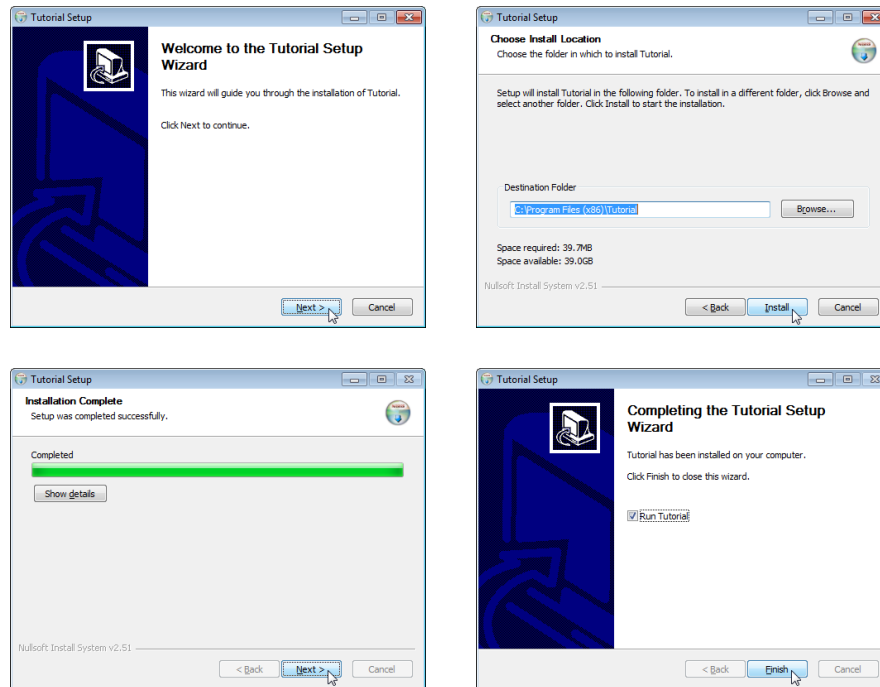 Tutorial Setup
Welcome to the Tutorial Setup
Wizard
This wizard will guide you through the installation of Tutorial.
Click Next to continue.
Next >
Cancel
Tutorial Setup
Choose Install Location
Choose the folder in which to install Tutorial.
Setup will install Tutorial in the following folder. To install in a different folder, click Browse and
select another folder. Click Install to start the installation.
Destination Folder
C:\Program Files (x86)\Tutorial
Browse...
Space required: 39.7MB
Space available: 39.0GB
Nullsoft Install System v2.51
< Back
Install
Cancel
Tutorial Setup
Installation Complete
Setup was completed successfully.
Completed
Show details
Nullsoft Install System v2.51
< Back
Next >
Cancel
Tutorial Setup
Completing the Tutorial Setup
Wizard
Tutorial has been installed on your computer.
Click Finish to close this wizard.
Run Tutorial
< Back
Finish
Cancel